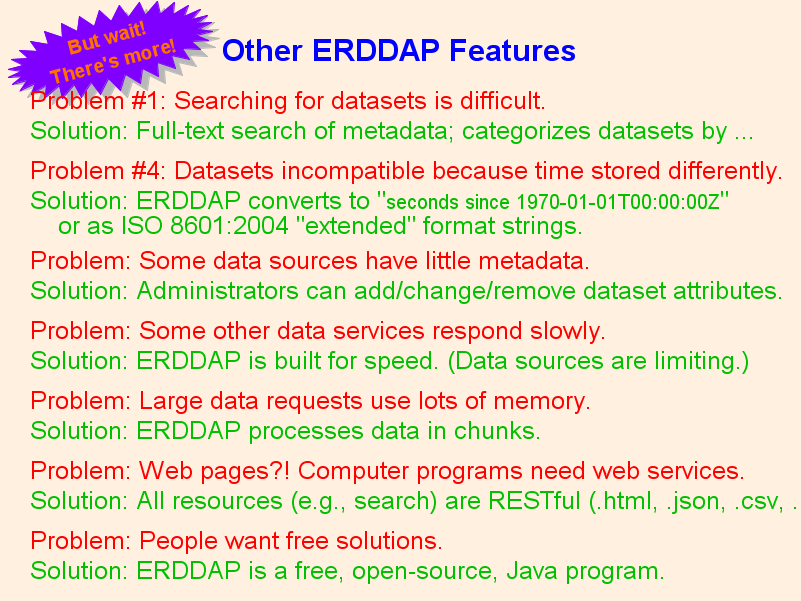 But wait!
There's more!
Other ERDDAP Features
Problem #1: Searching for datasets is difficult.
Solution: Full-text search of metadata; categorizes datasets by ...
Problem #4: Datasets incompatible because time stored differently.
Solution: ERDDAP converts to "seconds since 1970-01-01T00:00:00Z"
or as ISO 8601:2004 "extended" format strings.
Problem: Some data sources have little metadata.
Solution: Administrators can add/change/remove dataset attributes.
Problem: Some other data services respond slowly.
Solution: ERDDAP is built for speed. (Data sources are limiting.)
Problem: Large data requests use lots of memory.
Solution: ERDDAP processes data in chunks.
Problem: Web pages?! Computer programs need web services.
Solution: All resources (e.g., search) are RESTful (.html, .json, .csv, .
Problem: People want free solutions.
Solution: ERDDAP is a free, open-source, Java program.